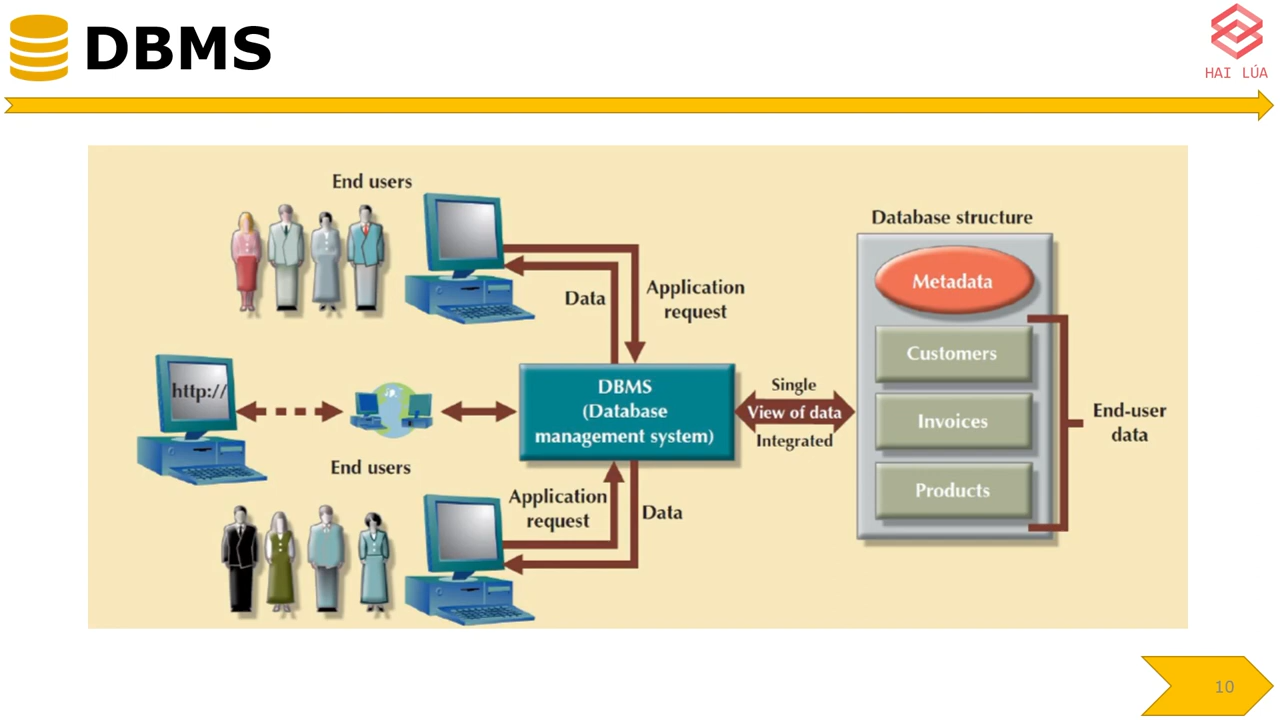 DBMS
HAI LÚA
End users
Database structure
Metadata
Data
Application
request
Customers
http://
DBMS
(Database
management system)
Single
View of data
Integrated
Invoices
End-user
data
End users
Products
Application
request
Data
10